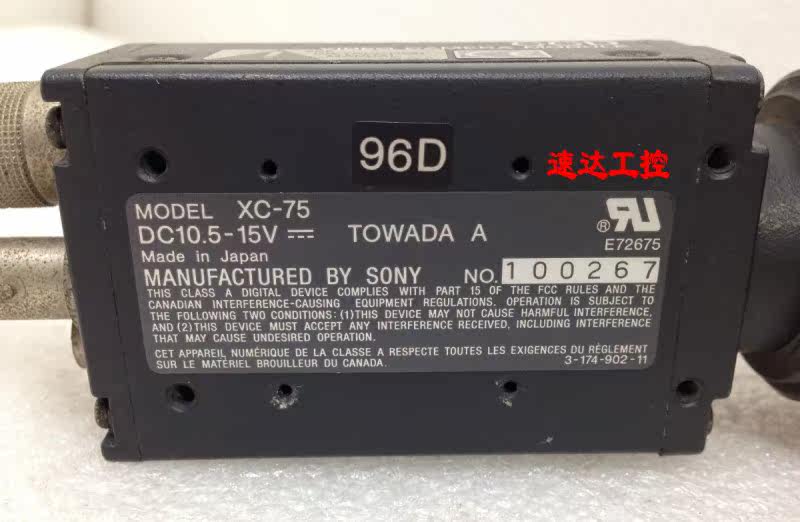 96D
速达工控
MODEL XC-75
DC10.5-15V ⎓ TOWADA A
® UR
E72675
Made in Japan
MANUFACTURED BY SONY NO. 100267
THIS CLASS A DIGITAL DEVICE COMPLIES WITH PART 15 OF THE FCC RULES AND THE
CANADIAN INTERFERENCE-CAUSING EQUIPMENT REGULATIONS. OPERATION IS SUBJECT TO
THE FOLLOWING TWO CONDITIONS: (1)THIS DEVICE MAY NOT CAUSE HARMFUL INTERFERENCE,
AND (2)THIS DEVICE MUST ACCEPT ANY INTERFERENCE RECEIVED, INCLUDING INTERFERENCE
THAT MAY CAUSE UNDESIRED OPERATION.
CET APPAREIL NUMÉRIQUE DE LA CLASSE A RESPECTE TOUTES LES EXIGENCES DU RÈGLEMENT
SUR LE MATÉRIEL BROUILLEUR DU CANADA. 3-174-902-11